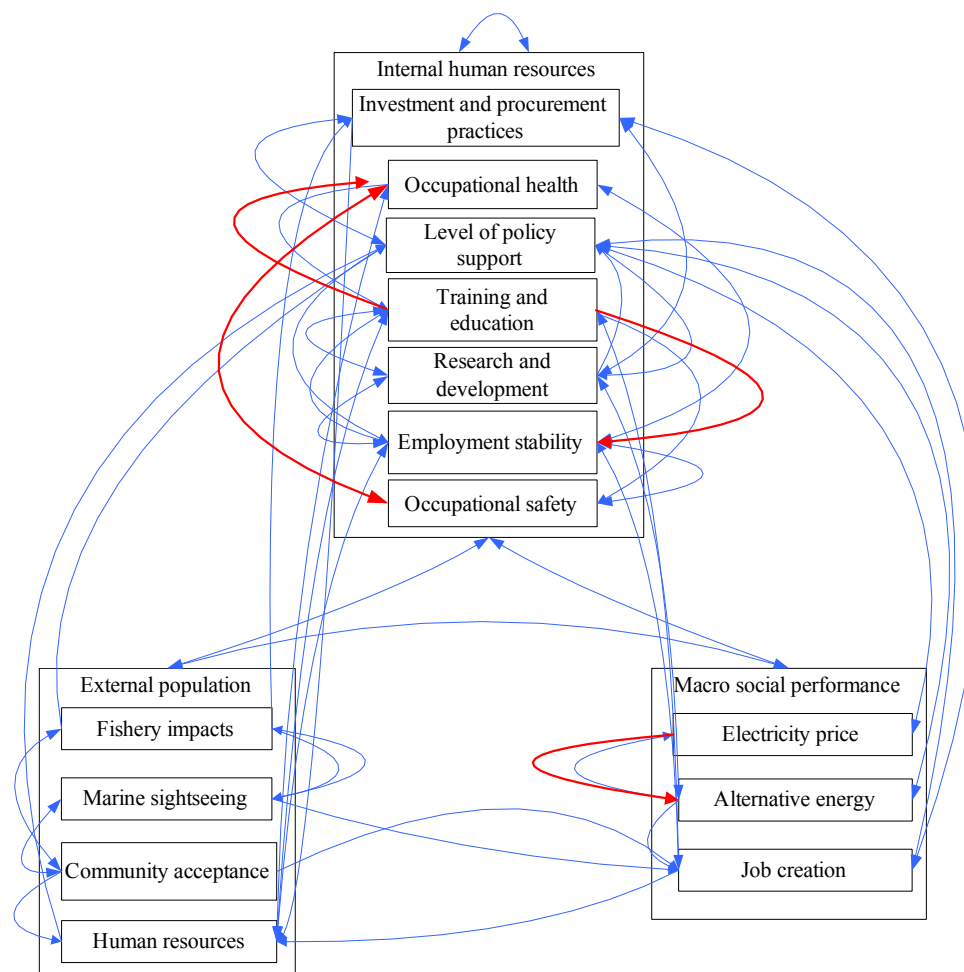 Internal human resources
Investment and procurement
practices
Occupational health
Level of policy
support
Training and
education
Research and
development
Employment stability
Occupational safety
External population
Fishery impacts
Marine sightseeing
Community acceptance
Human resources
Macro social performance
Electricity price
Alternative energy
Job creation